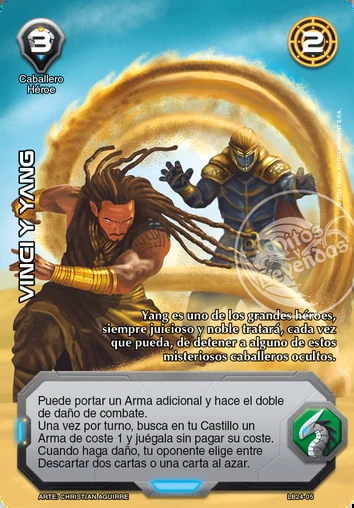 3
2
Caballero
Héroe
VINCI Y YANG
Mitos y
Leyendas
Yang es uno de los grandes héroes,
siempre juicioso y noble tratará, cada vez
que pueda, de detener a alguno de estos
misteriosos caballeros ocultos.
Puede portar un Arma adicional y hace el doble
de daño de combate.
Una vez por turno, busca en tu Castillo un
Arma de coste 1 y juégala sin pagar su coste.
Cuando haga daño, tu oponente elige entre
Descartar dos cartas o una carta al azar.
ARTE: CHRISTIAN AGUIRRE
LB24-05